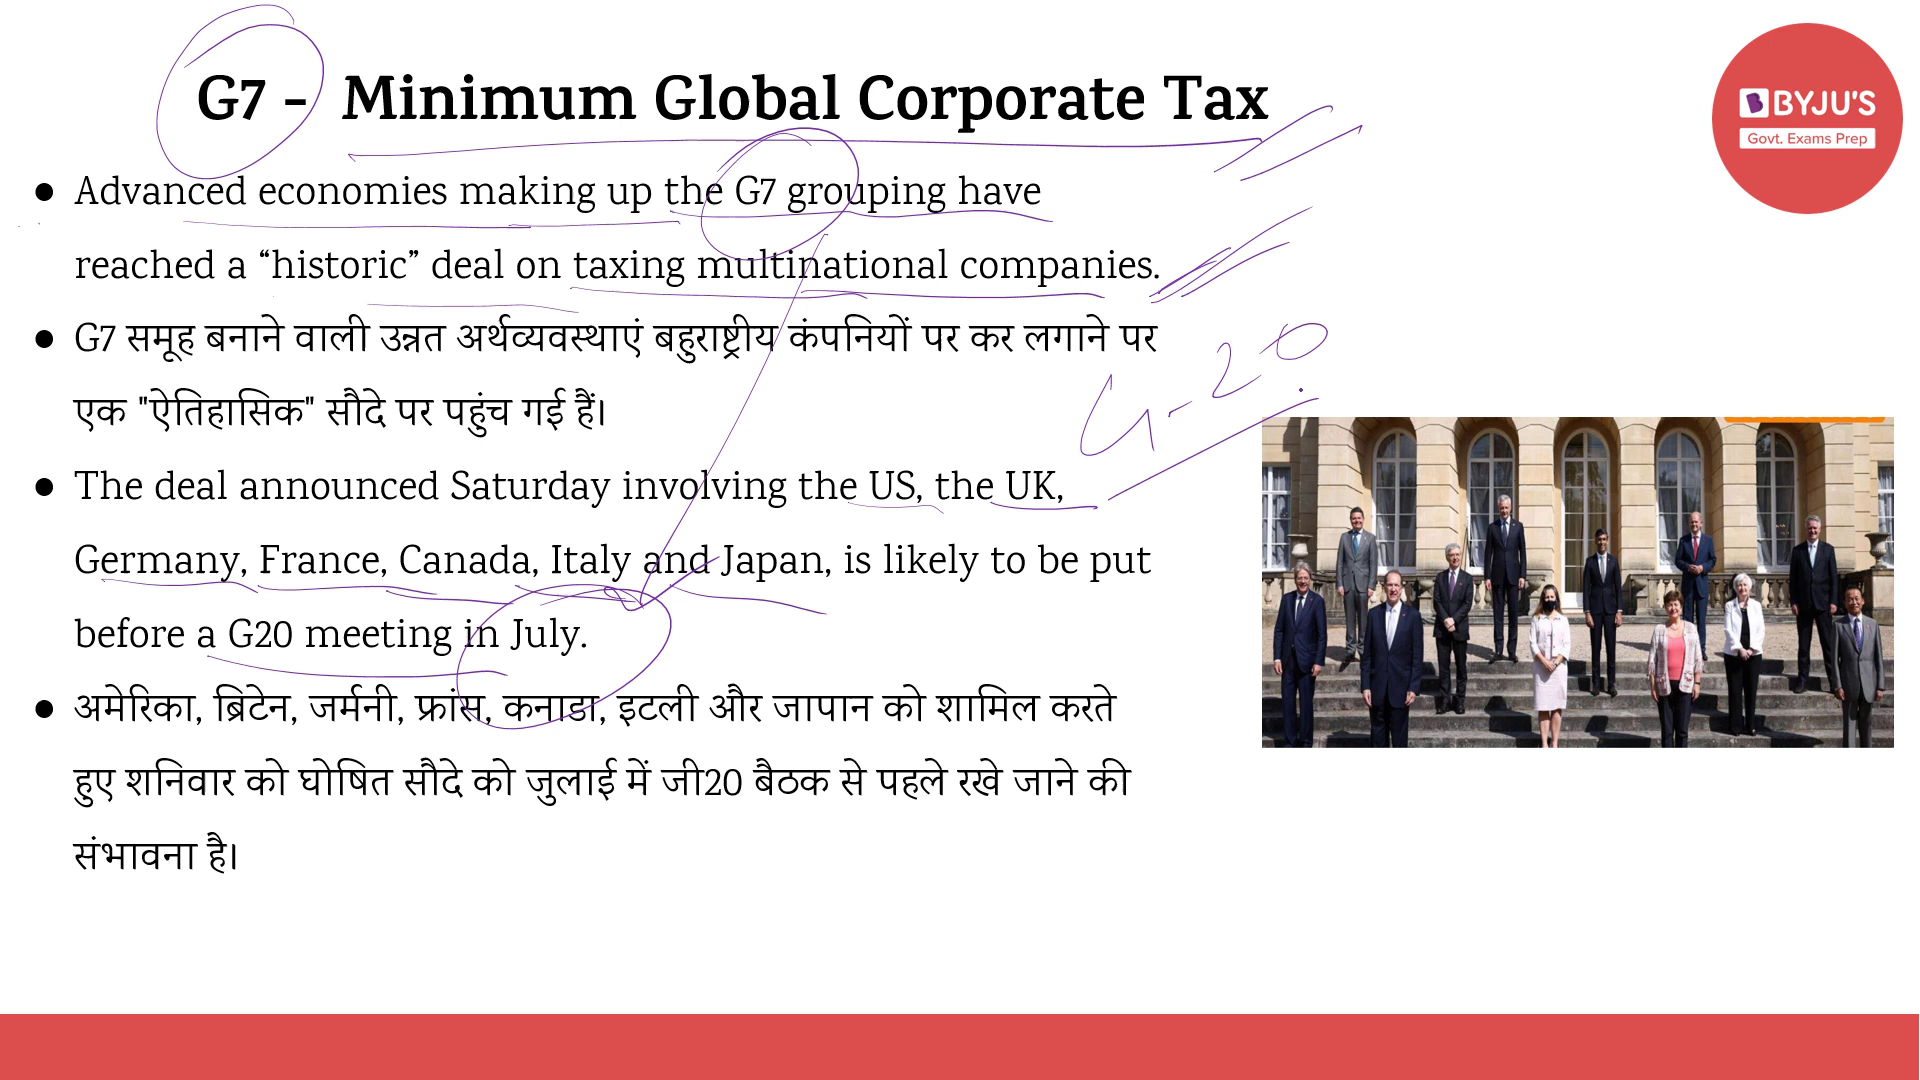 G7 - Minimum Global Corporate Tax
BYJU'S
Govt. Exams Prep
● Advanced economies making up the G7 grouping have
reached a “historic” deal on taxing multinational companies.
● G7 समूह बनाने वाली उन्नत अर्थव्यवस्थाएं बहुराष्ट्रीय कंपनियों पर कर लगाने पर
एक "ऐतिहासिक" सौदे पर पहुंच गई हैं।
G-20
● The deal announced Saturday involving the US, the UK,
Germany, France, Canada, Italy and Japan, is likely to be put
before a G20 meeting in July.
● अमेरिका, ब्रिटेन, जर्मनी, फ्रांस, कनाडा, इटली और जापान को शामिल करते
हुए शनिवार को घोषित सौदे को जुलाई में जी20 बैठक से पहले रखे जाने की
संभावना है।